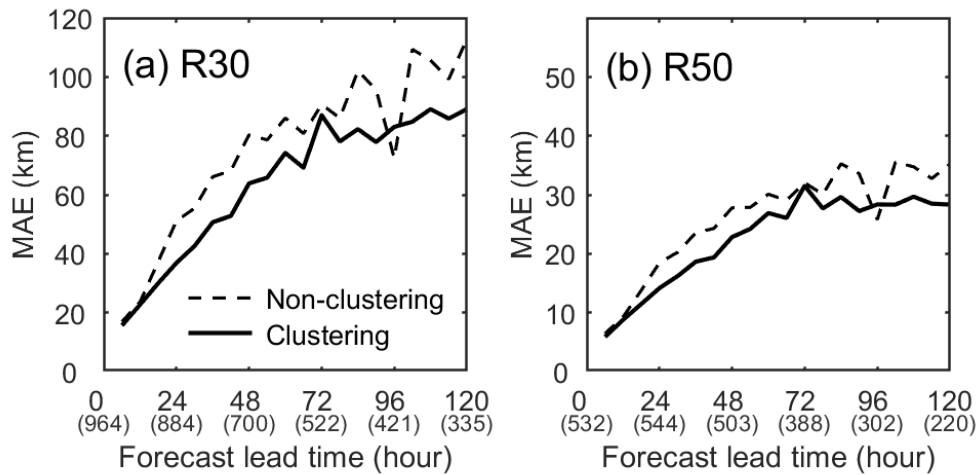 120
100
80
60
40
20
0
MAE (km)
(a) R30
Non-clustering
Clustering
0 24 48 72 96 120
(964) (884) (700) (522) (421) (335)
Forecast lead time (hour)
60
50
40
30
20
10
0
MAE (km)
(b) R50
0 24 48 72 96 120
(532) (544) (503) (388) (302) (220)
Forecast lead time (hour)